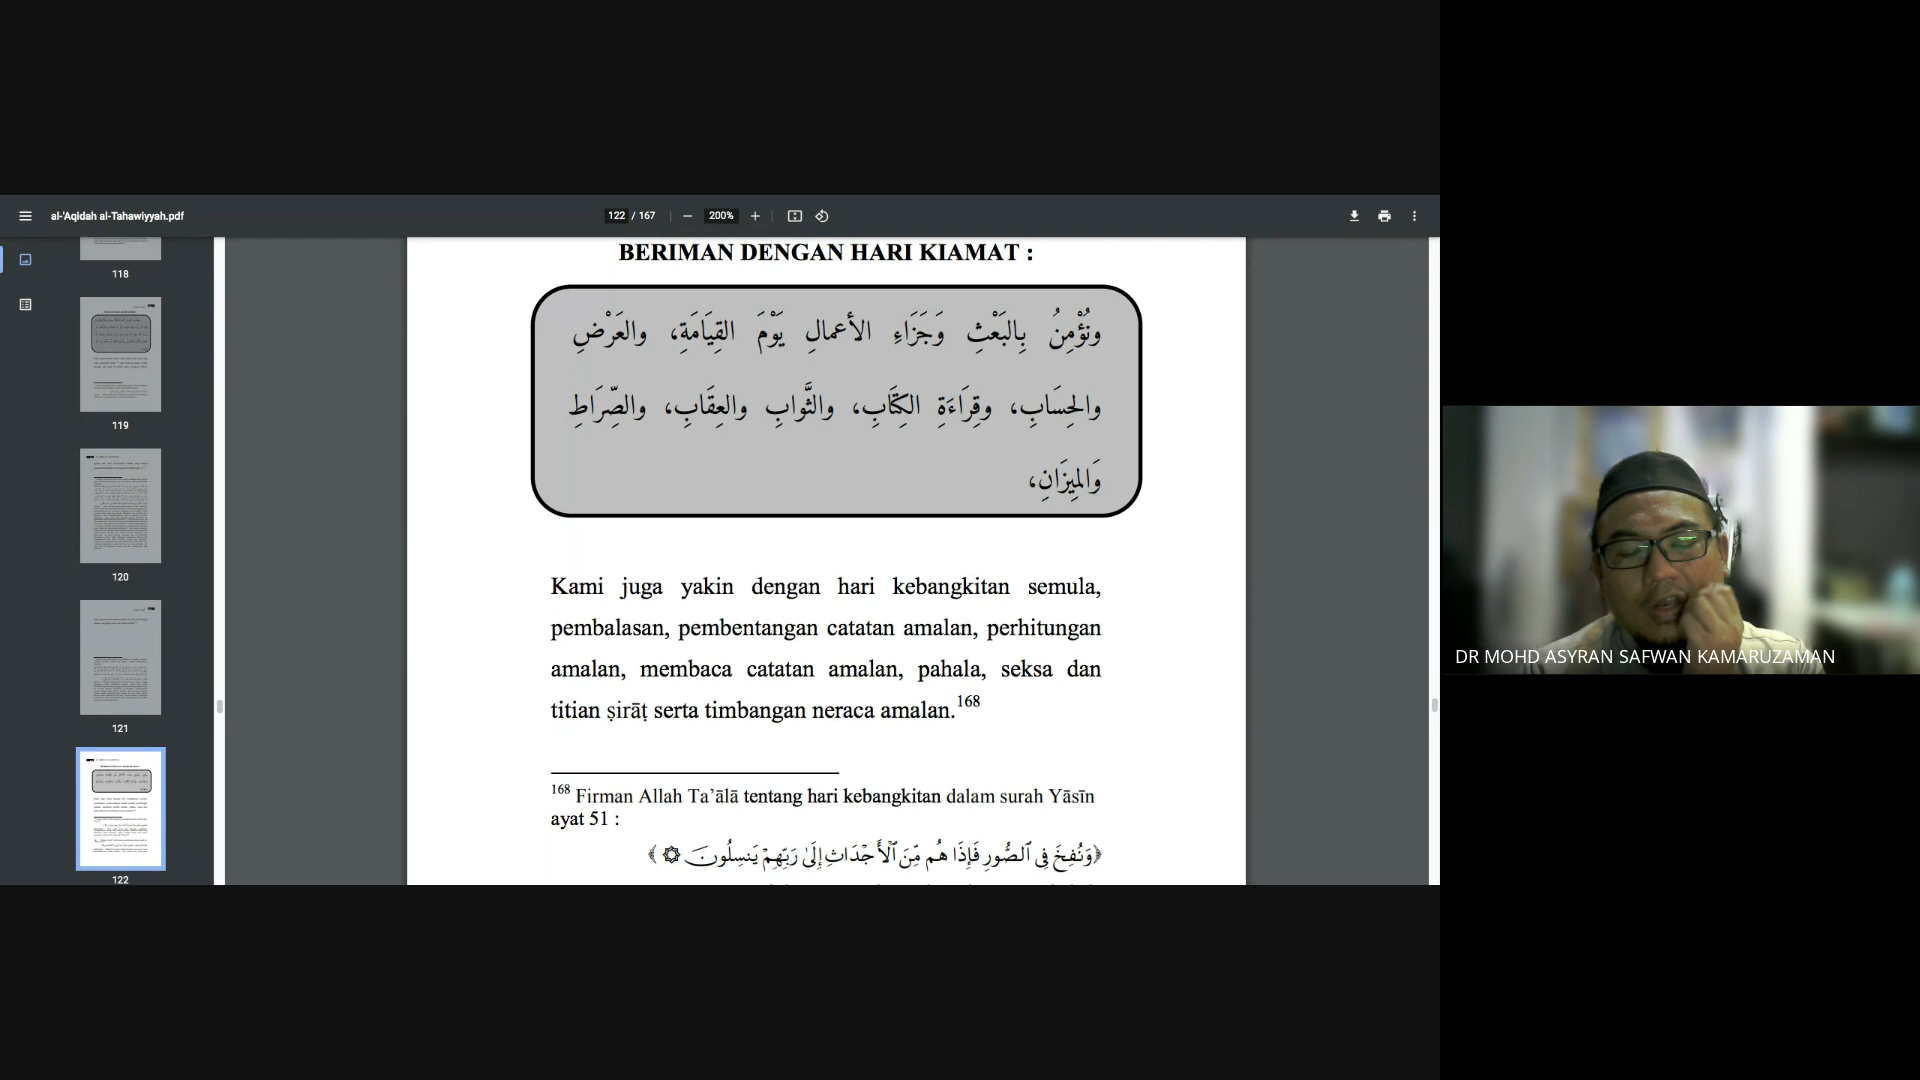 al-'Aqidah al-Tahawiyyah.pdf
122 / 167
200%
118
119
120
121
122
BERIMAN DENGAN HARI KIAMAT :
ونُؤْمِنُ بِالبَعْثِ وَجَزَاءِ الأعمالِ يَوْمَ القِيَامَةِ، والعَرْضِ
والحِسَابِ، وقِرَاءَةِ الكِتَابِ، والثَّوابِ والعِقَابِ، والصِّرَاطِ
وَالمِيزَانِ،
Kami juga yakin dengan hari kebangkitan semula,
pembalasan, pembentangan catatan amalan, perhitungan
amalan, membaca catatan amalan, pahala, seksa dan
titian ṣirāṭ serta timbangan neraca amalan.168
168 Firman Allah Ta’ālā tentang hari kebangkitan dalam surah Yāsīn
ayat 51 :
﴿وَنُفِخَ فِى ٱلصُّورِ فَإِذَا هُم مِّنَ ٱلْأَجْدَاثِ إِلَىٰ رَبِّهِمْ يَنسِلُونَ ۞﴾
DR MOHD ASYRAN SAFWAN KAMARUZAMAN